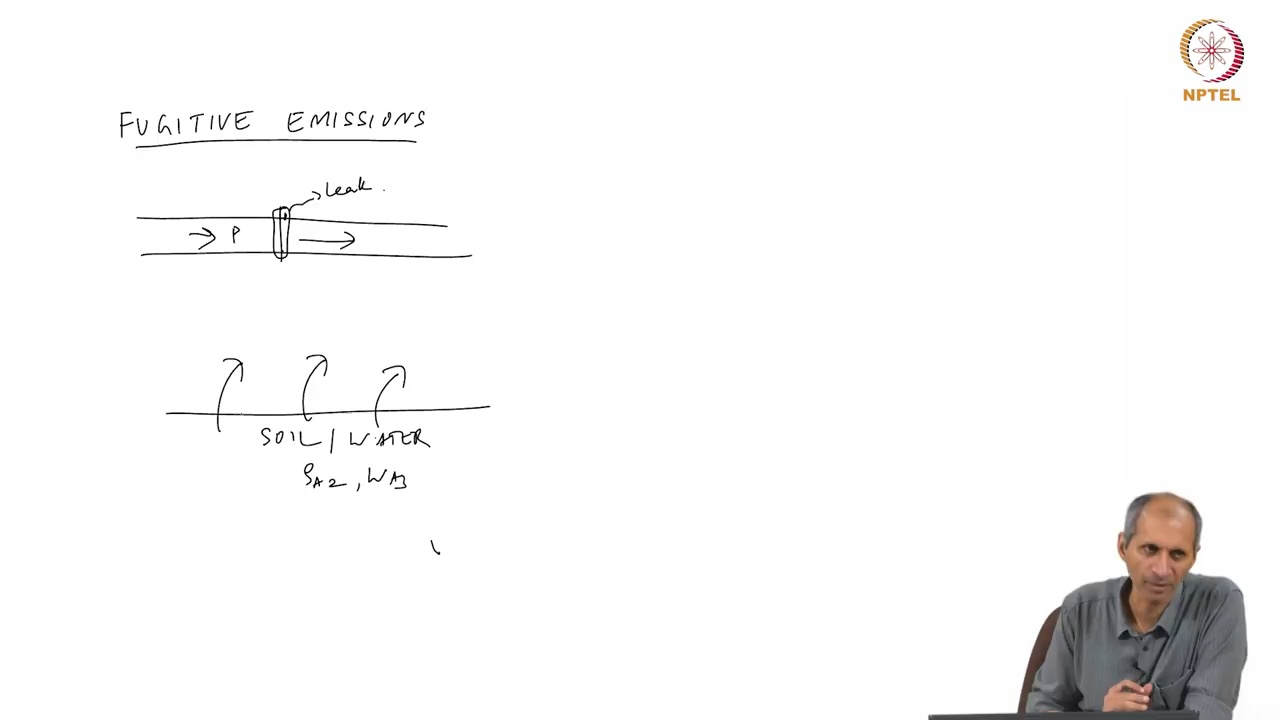 NPTEL
FUGITIVE EMISSIONS
Leak.
P
SOIL / WATER
ρA2, WA3